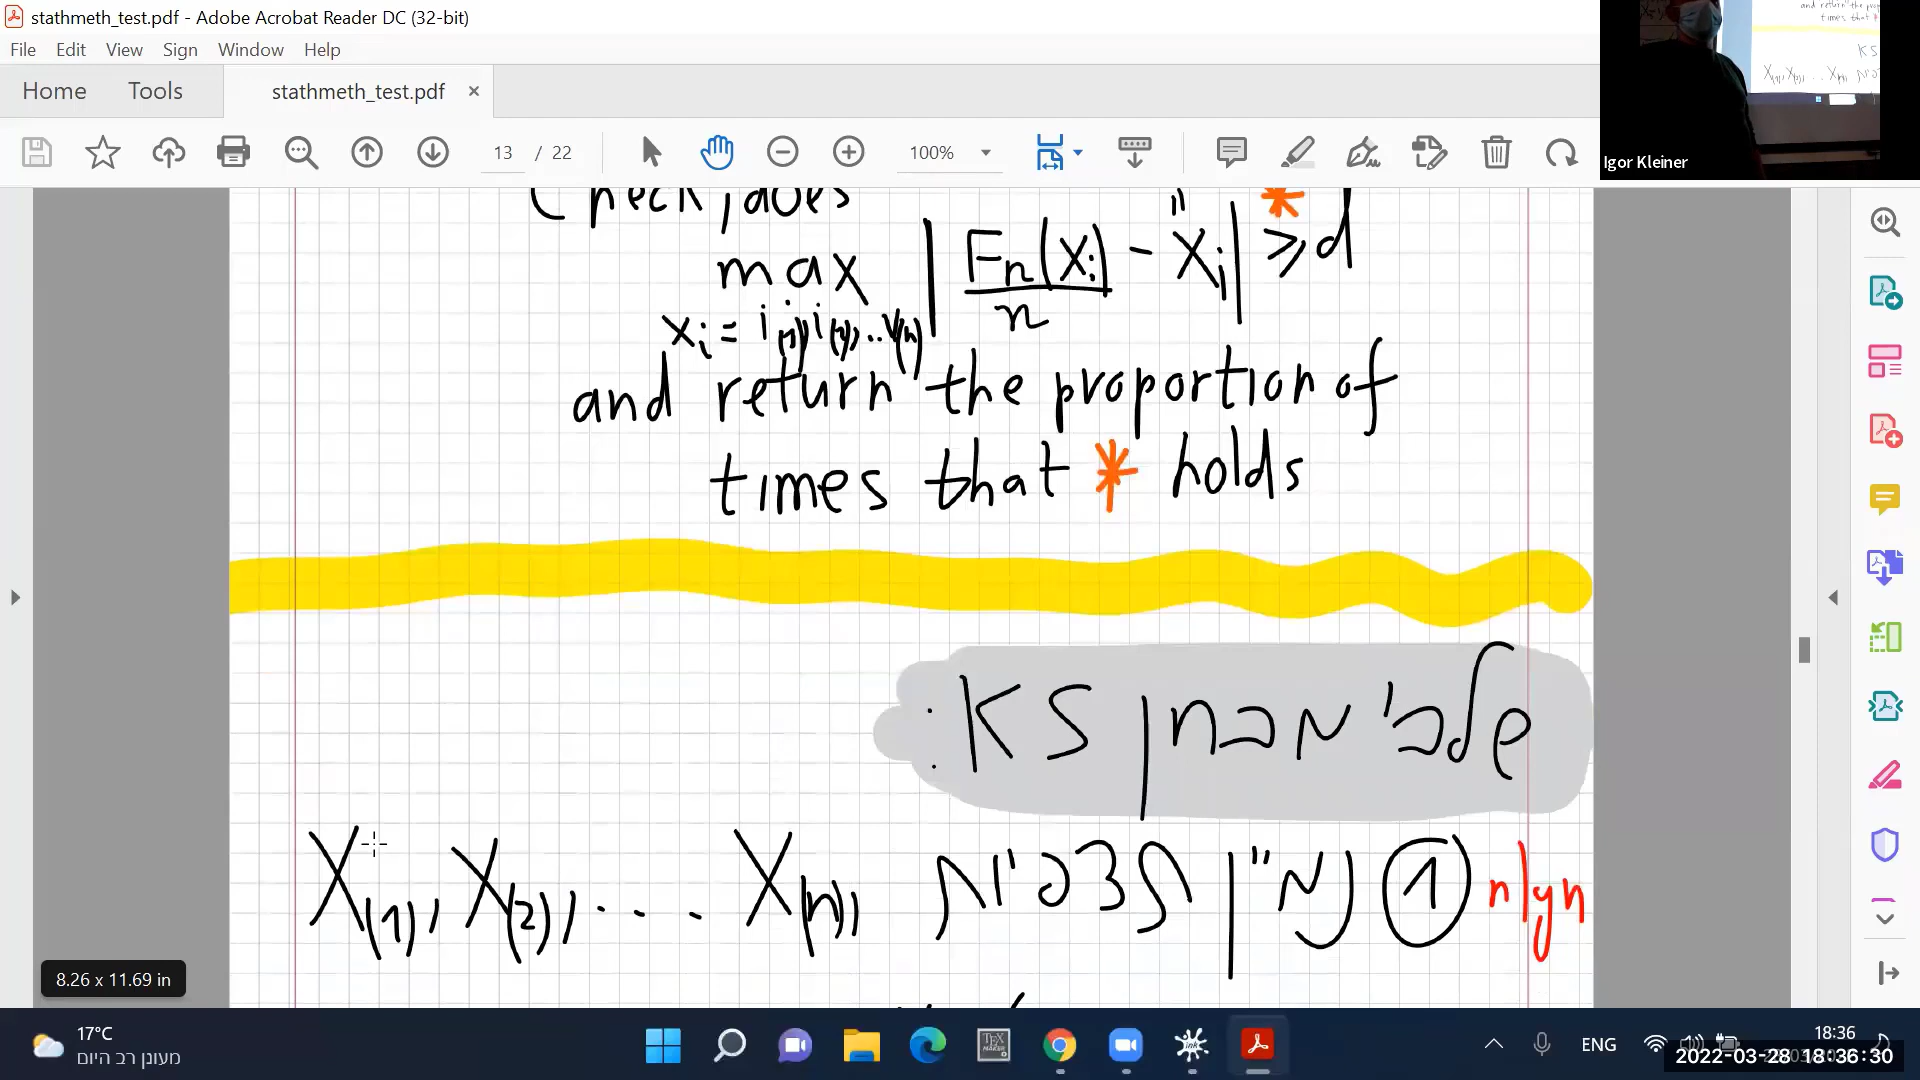 stathmeth_test.pdf - Adobe Acrobat Reader DC (32-bit)
File Edit View Sign Window Help
Home Tools stathmeth_test.pdf ×
13 / 22 100%
Igor Kleiner
Check, does
max | Fn(xi) / n - xi | ≥ d *
and return the proportion of
times that * holds
שלבי מבחן KS :
① נמיין תצפיות X(1), X(2), .... X(n)
8.26 x 11.69 in
17°C
מעונן רב היום
ENG
18:36
2022-03-28 18:36:30